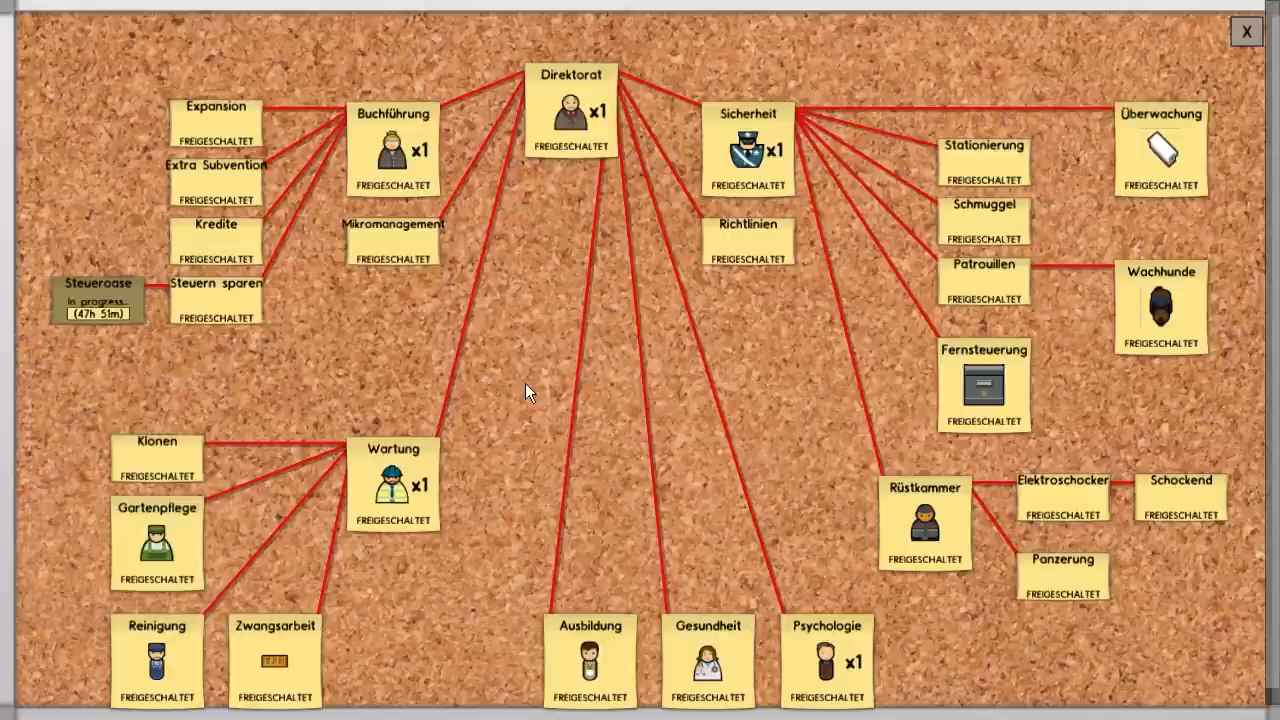 X
Direktorat
x1
FREIGESCHALTET
Expansion
FREIGESCHALTET
Extra Subvention
FREIGESCHALTET
Kredite
FREIGESCHALTET
Steueroase
In progress..
(47h 51m)
Steuern sparen
FREIGESCHALTET
Buchführung
x1
FREIGESCHALTET
Mikromanagement
FREIGESCHALTET
Sicherheit
x1
FREIGESCHALTET
Richtlinien
FREIGESCHALTET
Stationierung
FREIGESCHALTET
Schmuggel
FREIGESCHALTET
Patrouillen
FREIGESCHALTET
Fernsteuerung
FREIGESCHALTET
Überwachung
FREIGESCHALTET
Wachhunde
FREIGESCHALTET
Klonen
FREIGESCHALTET
Gartenpflege
FREIGESCHALTET
Wartung
x1
FREIGESCHALTET
Rüstkammer
FREIGESCHALTET
Elektroschocker
FREIGESCHALTET
Schockend
FREIGESCHALTET
Panzerung
FREIGESCHALTET
Reinigung
FREIGESCHALTET
Zwangsarbeit
FREIGESCHALTET
Ausbildung
FREIGESCHALTET
Gesundheit
FREIGESCHALTET
Psychologie
x1
FREIGESCHALTET